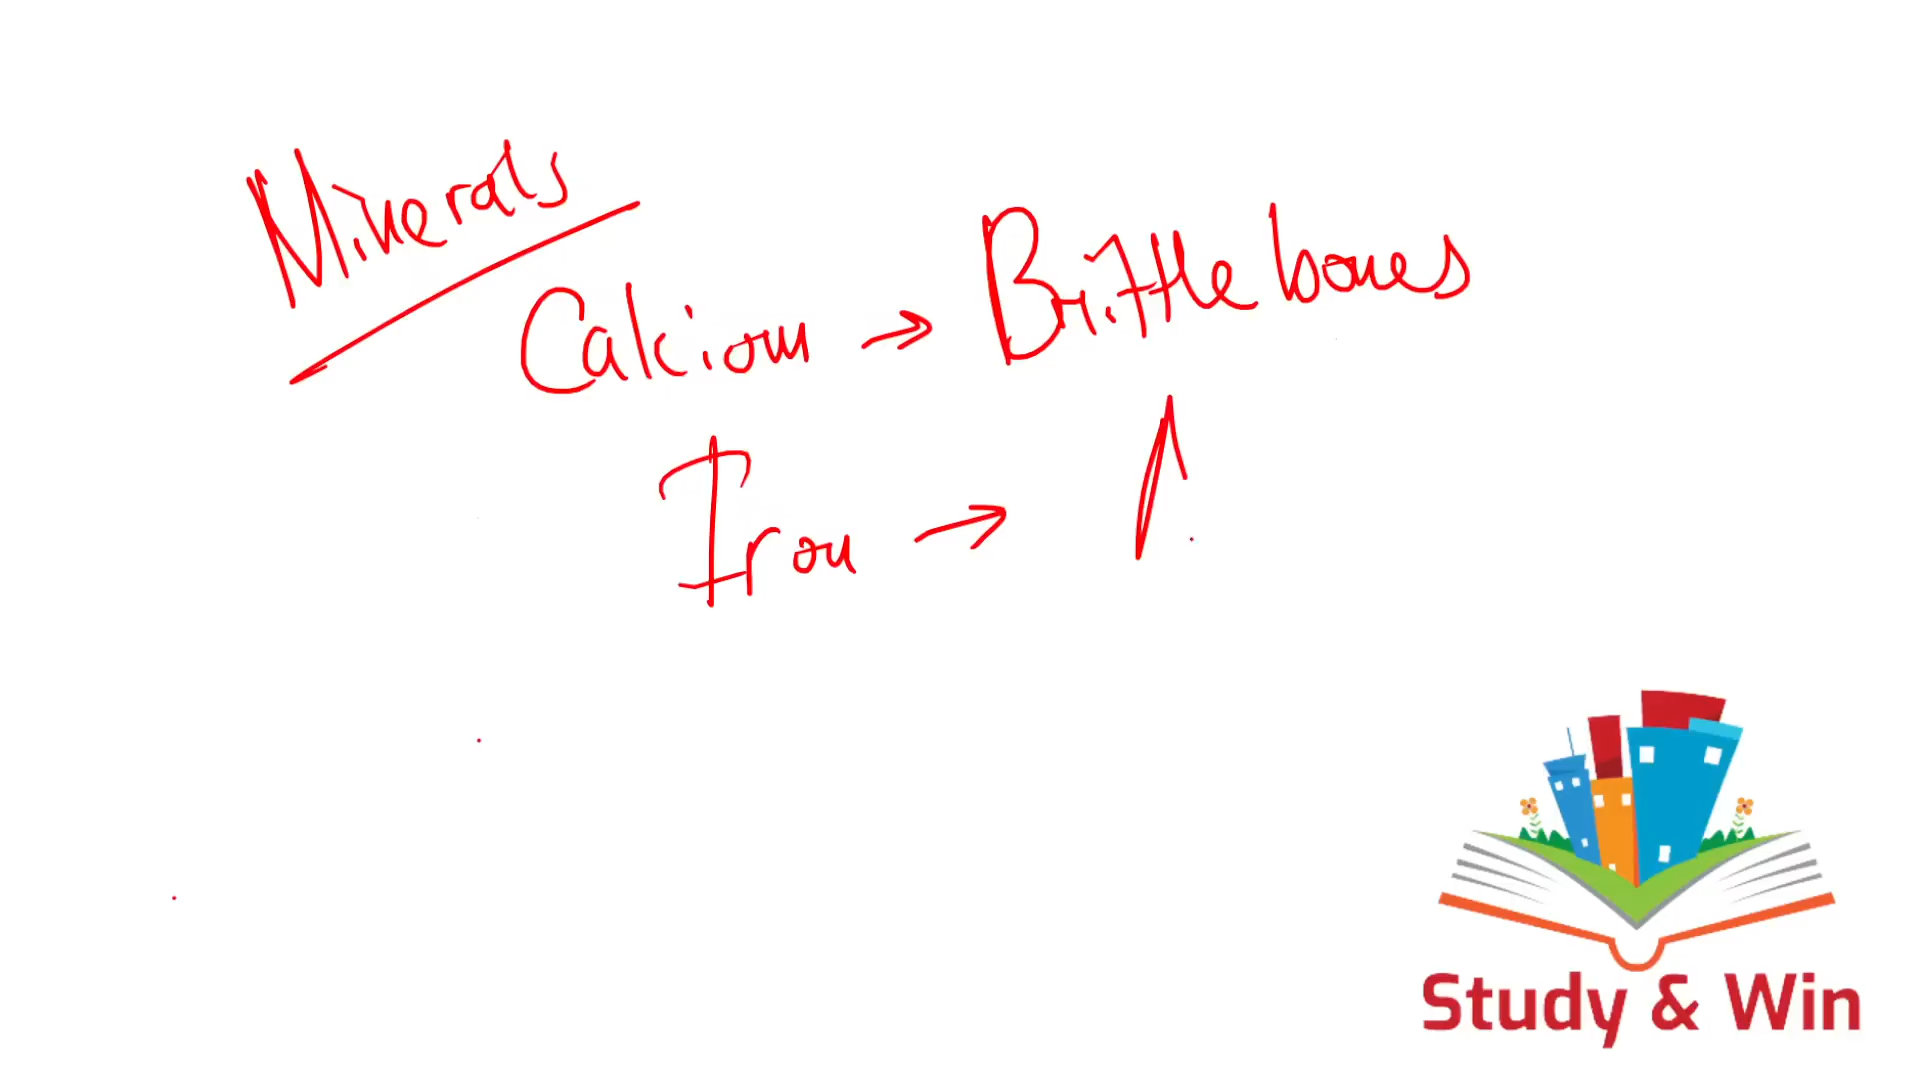 Minerals
Calcium → Brittle bones
Iron →
Study & Win